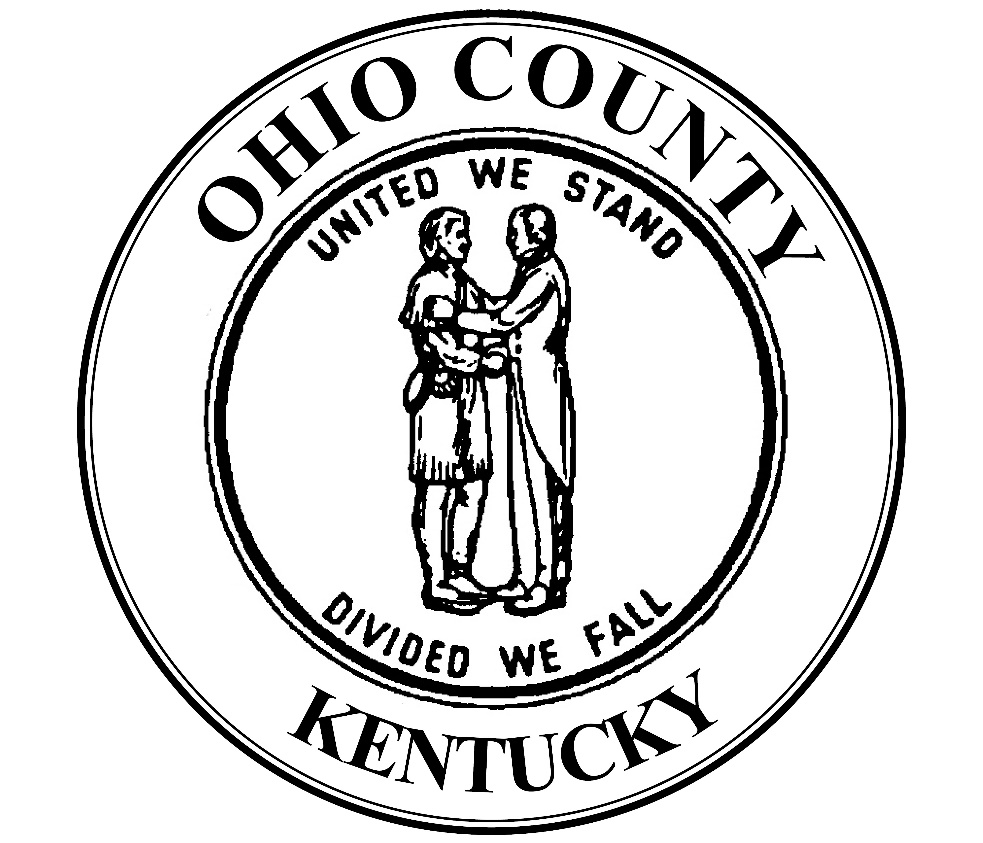 OHIO COUNTY
UNITED WE STAND
DIVIDED WE FALL
KENTUCKY